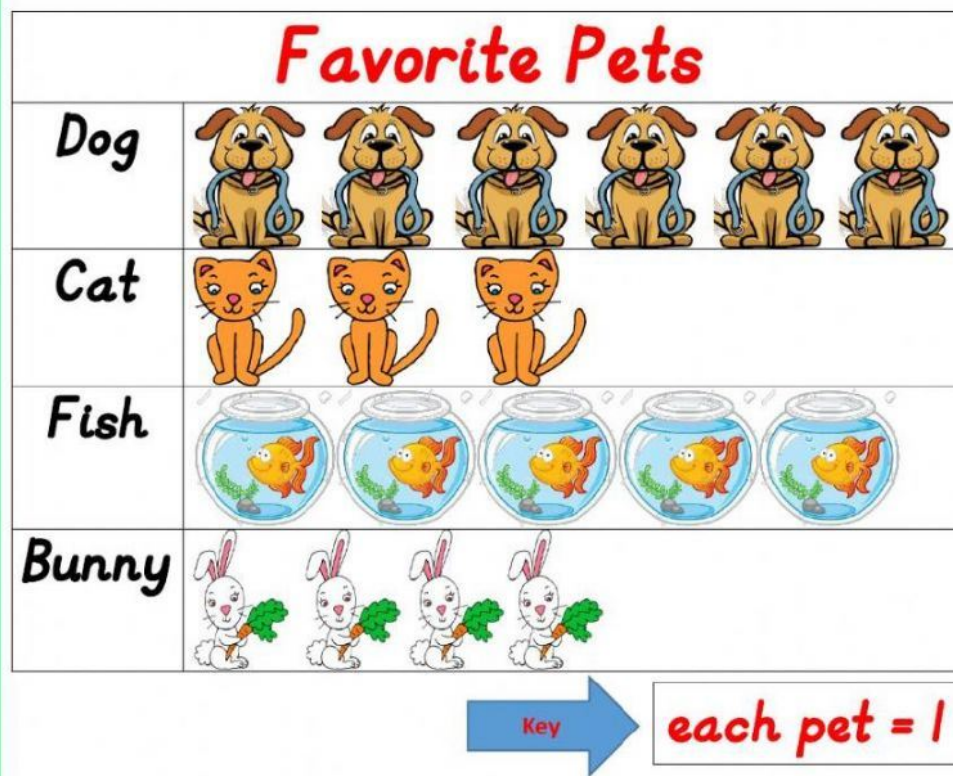 Favorite Pets
Dog
Cat
Fish
Bunny
Key
each pet = 1